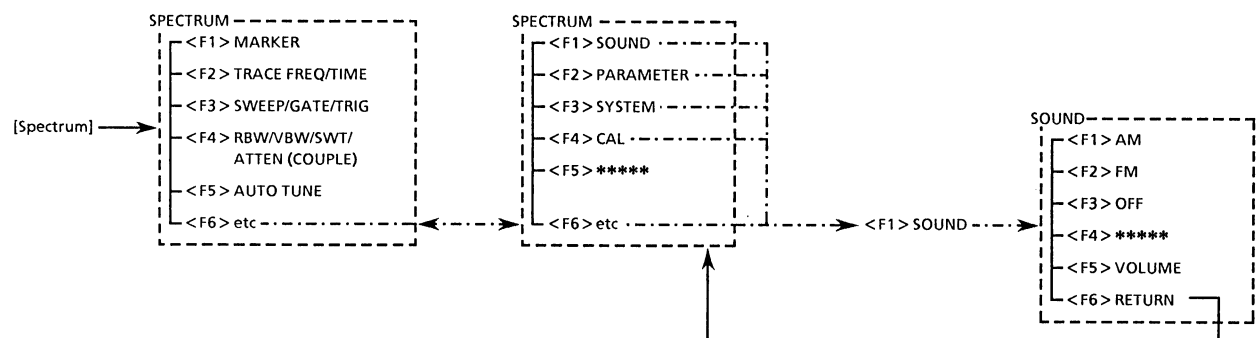 [Spectrum]
SPECTRUM
<F1> MARKER
<F2> TRACE FREQ/TIME
<F3> SWEEP/GATE/TRIG
<F4> RBW/VBW/SWT/
ATTEN (COUPLE)
<F5> AUTO TUNE
<F6> etc
SPECTRUM
<F1> SOUND
<F2> PARAMETER
<F3> SYSTEM
<F4> CAL
<F5> *****
<F6> etc
<F1> SOUND
SOUND
<F1> AM
<F2> FM
<F3> OFF
<F4> *****
<F5> VOLUME
<F6> RETURN